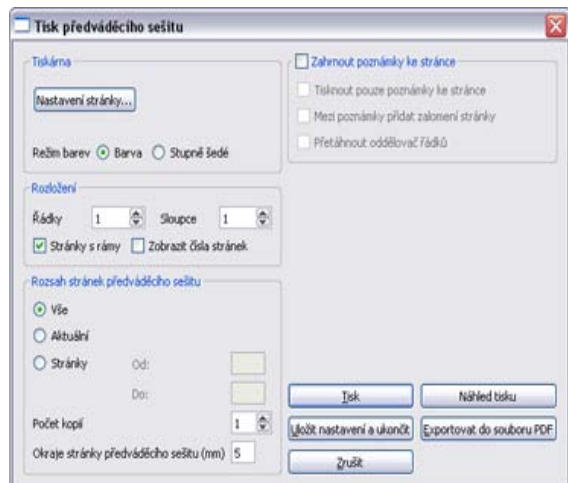 Tisk předváděcího sešitu
Tiskárna
Nastavení stránky...
Režim barev Barva Stupně šedé
Rozložení
Řádky 1 Sloupce 1
Stránky s rámy Zobrazit čísla stránek
Rozsah stránek předváděcího sešitu
Vše
Aktuální
Stránky Od:
Do:
Počet kopií 1
Okraje stránky předváděcího sešitu (mm) 5
Zahrnout poznámky ke stránce
Tisknout pouze poznámky ke stránce
Mezi poznámky přidat zalomení stránky
Přetáhnout oddělovač řádků
Tisk Náhled tisku
Uložit nastavení a ukončit Exportovat do souboru PDF
Zrušit